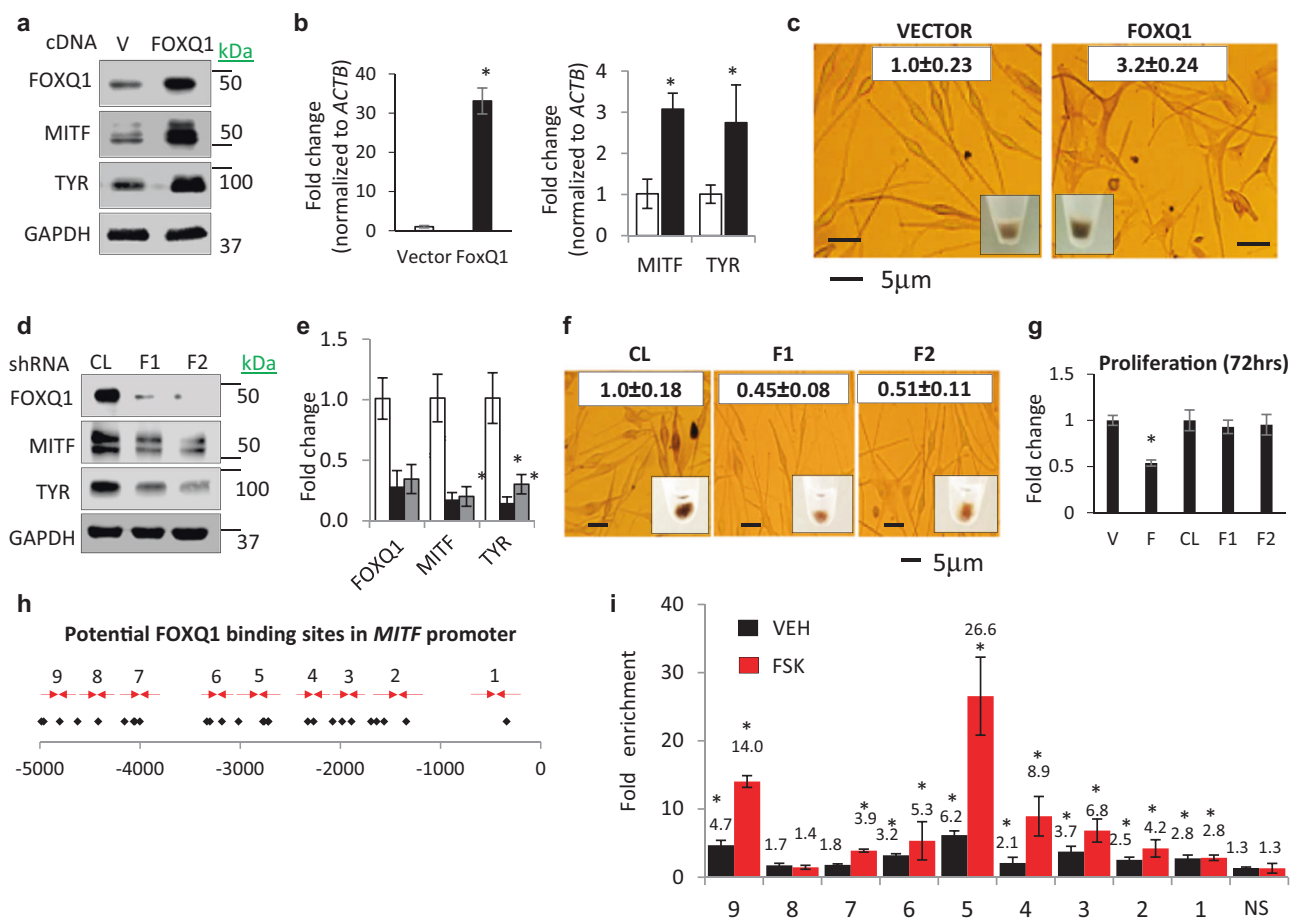 a
cDNA V FOXQ1 kDa
FOXQ1 50
MITF 50
TYR 100
GAPDH 37
b
Fold change
(normalized to ACTB)
40
30
20
10
0
*
Vector FoxQ1
Fold change
(normalized to ACTB)
4
3
2
1
0
* *
MITF TYR
c
VECTOR FOXQ1
1.0±0.23 3.2±0.24
5μm
d
shRNA CL F1 F2 kDa
FOXQ1 50
MITF 50
TYR 100
GAPDH 37
e
Fold change
1.5
1.0
0.5
0.0
* * *
FOXQ1 MITF TYR
f
CL F1 F2
1.0±0.18 0.45±0.08 0.51±0.11
5μm
g
Proliferation (72hrs)
Fold change
1.5
1
0.5
0
*
V F CL F1 F2
h
Potential FOXQ1 binding sites in MITF promoter
9 8 7 6 5 4 3 2 1
-5000 -4000 -3000 -2000 -1000 0
i
Fold enrichment
40
30
20
10
0
VEH
FSK
* 4.7 * 14.0 1.7 1.4 1.8 * 3.9 * 3.2 * 5.3 * 6.2 26.6 * * 2.1 * 8.9 * 3.7 * 6.8 * 2.5 * 4.2 * 2.8 * 2.8 1.3 1.3
9 8 7 6 5 4 3 2 1 NS